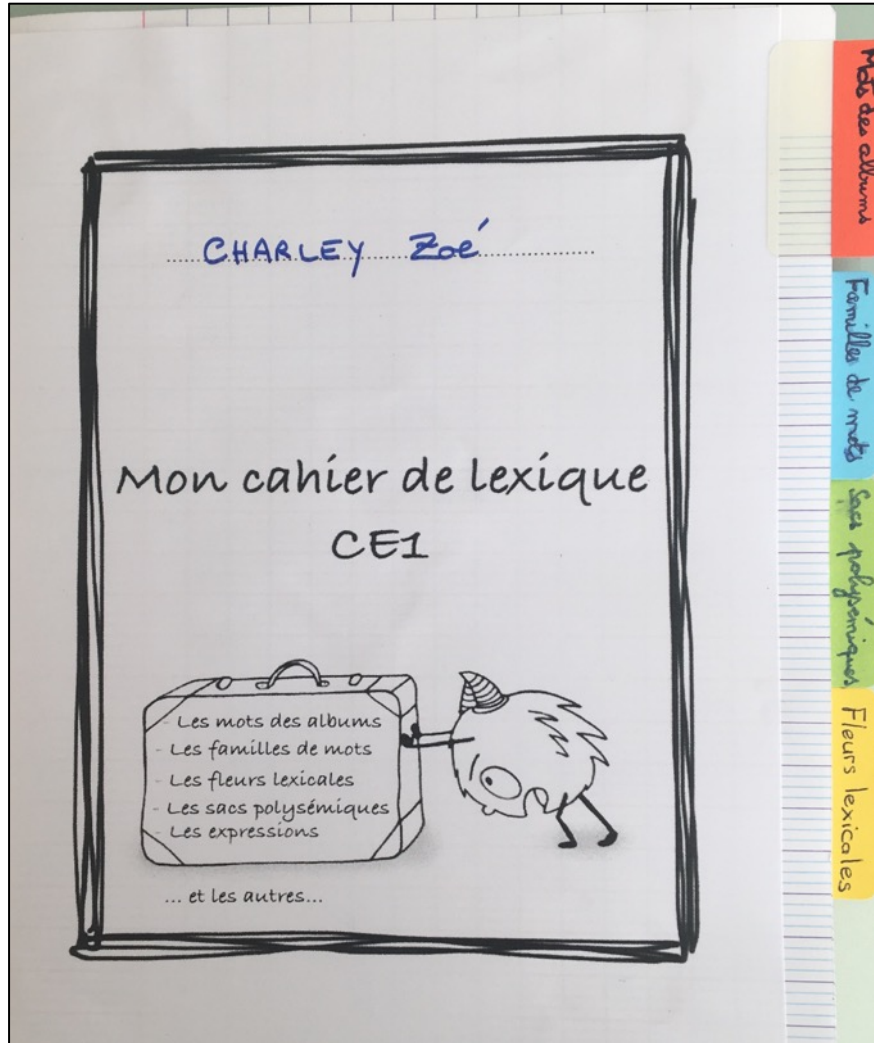 CHARLEY Zoé
Mon cahier de lexique
CE1
- Les mots des albums
- Les familles de mots
- Les fleurs lexicales
- Les sacs polysémiques
- Les expressions
... et les autres...
Mots des albums
Familles de mots
Sacs polysémiques
Fleurs lexicales